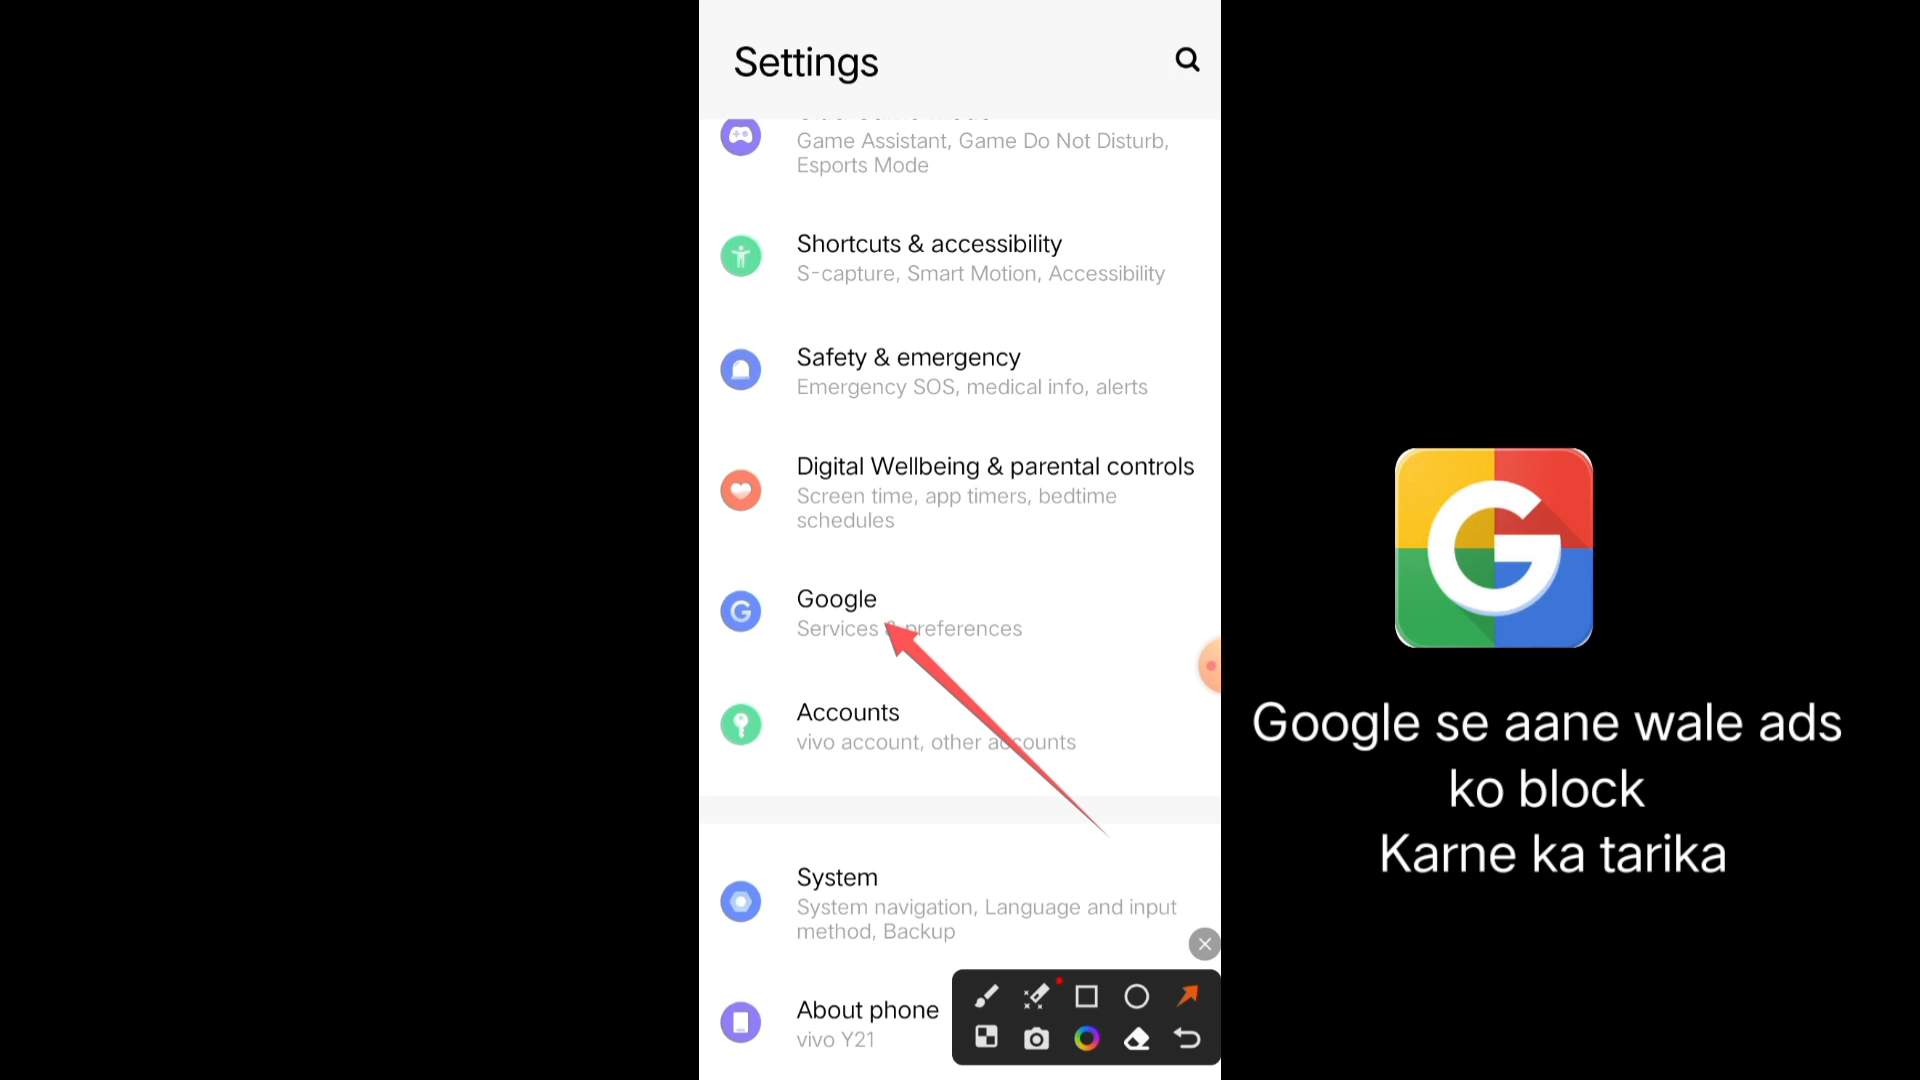 Settings
Game Assistant, Game Do Not Disturb,
Esports Mode
Shortcuts & accessibility
S-capture, Smart Motion, Accessibility
Safety & emergency
Emergency SOS, medical info, alerts
Digital Wellbeing & parental controls
Screen time, app timers, bedtime
schedules
Google
Services & preferences
Accounts
vivo account, other accounts
System
System navigation, Language and input
method, Backup
About phone
vivo Y21
Google se aane wale ads
ko block
Karne ka tarika